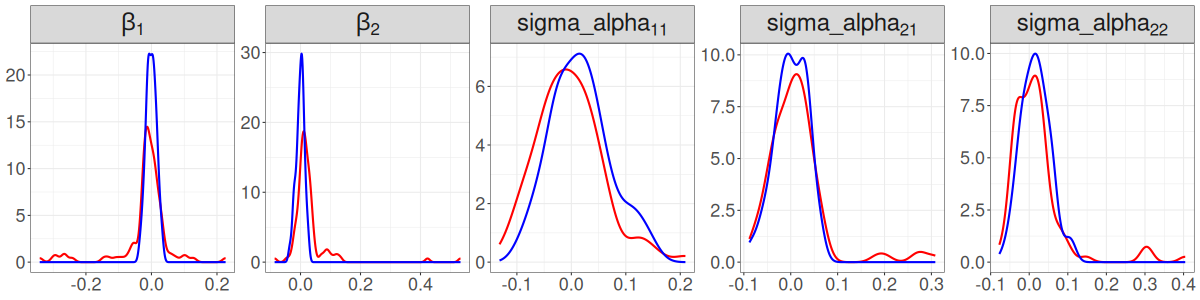 β₁ β₂ sigma_alpha₁₁ sigma_alpha₂₁ sigma_alpha₂₂
20 15 10 5 0
30 20 10 0
6 4 2 0
10.0 7.5 5.0 2.5 0.0
10.0 7.5 5.0 2.5 0.0
-0.2 0.0 0.2
0.0 0.2 0.4
-0.1 0.0 0.1 0.2
-0.1 0.0 0.1 0.2 0.3
0.0 0.1 0.2 0.3 0.4